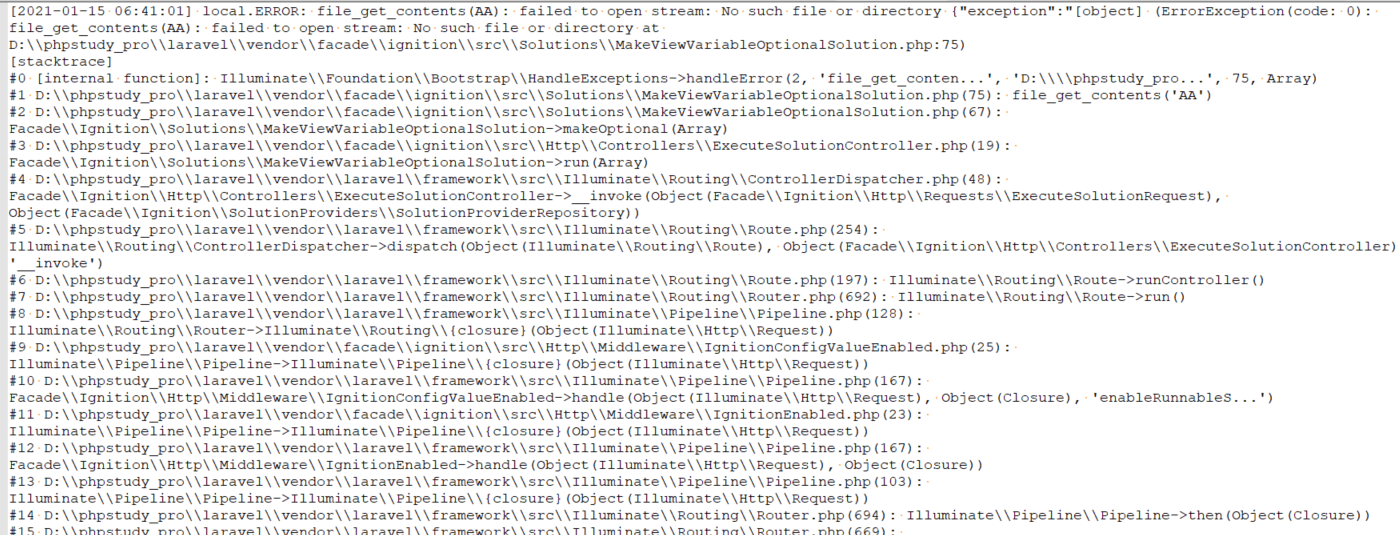 [2021-01-15 06:41:01] local.ERROR: file_get_contents(AA): failed to open stream: No such file or directory {"exception":"[object] (ErrorException(code: 0):
file_get_contents(AA): failed to open stream: No such file or directory at
D:\\phpstudy_pro\\laravel\\vendor\\facade\\ignition\\src\\Solutions\\MakeViewVariableOptionalSolution.php:75)
[stacktrace]
#0 [internal function]: Illuminate\\Foundation\\Bootstrap\\HandleExceptions->handleError(2, 'file_get_conten...', 'D:\\\\phpstudy_pro...', 75, Array)
#1 D:\\phpstudy_pro\\laravel\\vendor\\facade\\ignition\\src\\Solutions\\MakeViewVariableOptionalSolution.php(75): file_get_contents('AA')
#2 D:\\phpstudy_pro\\laravel\\vendor\\facade\\ignition\\src\\Solutions\\MakeViewVariableOptionalSolution.php(67):
Facade\\Ignition\\Solutions\\MakeViewVariableOptionalSolution->makeOptional(Array)
#3 D:\\phpstudy_pro\\laravel\\vendor\\facade\\ignition\\src\\Http\\Controllers\\ExecuteSolutionController.php(19):
Facade\\Ignition\\Solutions\\MakeViewVariableOptionalSolution->run(Array)
#4 D:\\phpstudy_pro\\laravel\\vendor\\laravel\\framework\\src\\Illuminate\\Routing\\ControllerDispatcher.php(48):
Facade\\Ignition\\Http\\Controllers\\ExecuteSolutionController->__invoke(Object(Facade\\Ignition\\Http\\Requests\\ExecuteSolutionRequest),
Object(Facade\\Ignition\\SolutionProviders\\SolutionProviderRepository))
#5 D:\\phpstudy_pro\\laravel\\vendor\\laravel\\framework\\src\\Illuminate\\Routing\\Route.php(254):
Illuminate\\Routing\\ControllerDispatcher->dispatch(Object(Illuminate\\Routing\\Route), Object(Facade\\Ignition\\Http\\Controllers\\ExecuteSolutionController)
'__invoke')
#6 D:\\phpstudy_pro\\laravel\\vendor\\laravel\\framework\\src\\Illuminate\\Routing\\Route.php(197): Illuminate\\Routing\\Route->runController()
#7 D:\\phpstudy_pro\\laravel\\vendor\\laravel\\framework\\src\\Illuminate\\Routing\\Router.php(692): Illuminate\\Routing\\Route->run()
#8 D:\\phpstudy_pro\\laravel\\vendor\\laravel\\framework\\src\\Illuminate\\Pipeline\\Pipeline.php(128):
Illuminate\\Routing\\Router->Illuminate\\Routing\\{closure}(Object(Illuminate\\Http\\Request))
#9 D:\\phpstudy_pro\\laravel\\vendor\\facade\\ignition\\src\\Http\\Middleware\\IgnitionConfigValueEnabled.php(25):
Illuminate\\Pipeline\\Pipeline->Illuminate\\Pipeline\\{closure}(Object(Illuminate\\Http\\Request))
#10 D:\\phpstudy_pro\\laravel\\vendor\\laravel\\framework\\src\\Illuminate\\Pipeline\\Pipeline.php(167):
Facade\\Ignition\\Http\\Middleware\\IgnitionConfigValueEnabled->handle(Object(Illuminate\\Http\\Request), Object(Closure), 'enableRunnableS...')
#11 D:\\phpstudy_pro\\laravel\\vendor\\facade\\ignition\\src\\Http\\Middleware\\IgnitionEnabled.php(23):
Illuminate\\Pipeline\\Pipeline->Illuminate\\Pipeline\\{closure}(Object(Illuminate\\Http\\Request))
#12 D:\\phpstudy_pro\\laravel\\vendor\\laravel\\framework\\src\\Illuminate\\Pipeline\\Pipeline.php(167):
Facade\\Ignition\\Http\\Middleware\\IgnitionEnabled->handle(Object(Illuminate\\Http\\Request), Object(Closure))
#13 D:\\phpstudy_pro\\laravel\\vendor\\laravel\\framework\\src\\Illuminate\\Pipeline\\Pipeline.php(103):
Illuminate\\Pipeline\\Pipeline->Illuminate\\Pipeline\\{closure}(Object(Illuminate\\Http\\Request))
#14 D:\\phpstudy_pro\\laravel\\vendor\\laravel\\framework\\src\\Illuminate\\Routing\\Router.php(694): Illuminate\\Pipeline\\Pipeline->then(Object(Closure))
#15 D:\\phpstudy_pro\\laravel\\vendor\\laravel\\framework\\src\\Illuminate\\Routing\\Router.php(669):